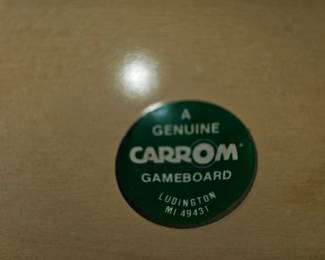 A
GENUINE
CARROM®
GAMEBOARD
LUDINGTON
MI 49431